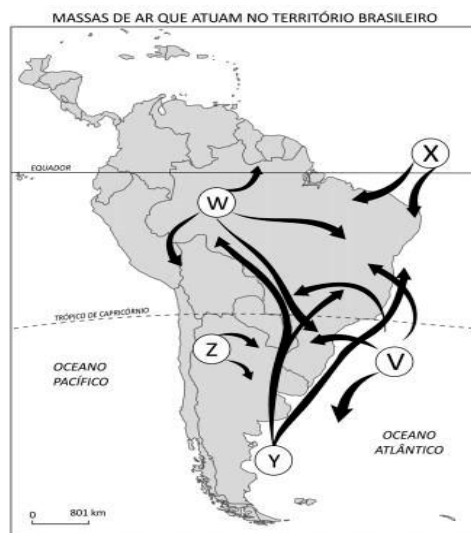 MASSAS DE AR QUE ATUAM NO TERRITÓRIO BRASILEIRO
X
EQUADOR
W
TRÓPICO DE CAPRICÓRNIO
Z
V
OCEANO
PACÍFICO
OCEANO
ATLÂNTICO
Y
0 801 km